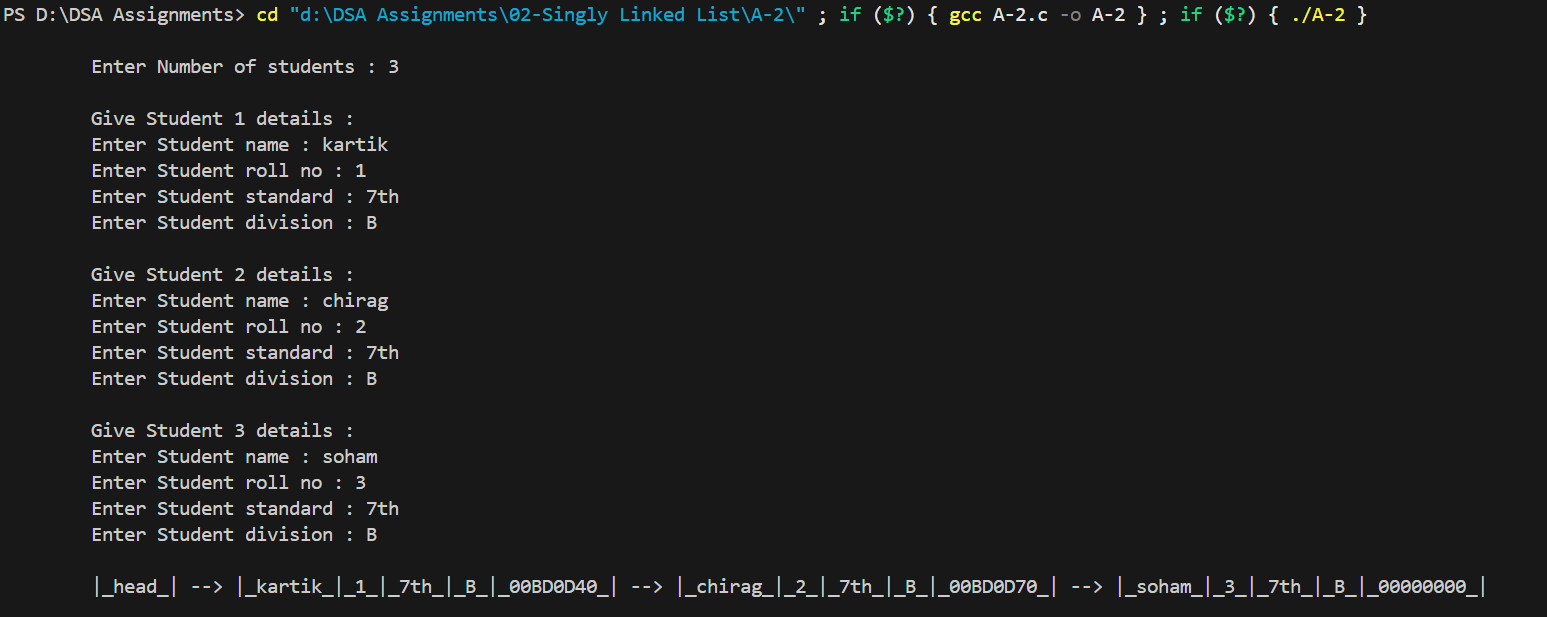 PS D:\DSA Assignments> cd "d:\DSA Assignments\02-Singly Linked List\A-2\" ; if ($?) { gcc A-2.c -o A-2 } ; if ($?) { ./A-2 }
Enter Number of students : 3
Give Student 1 details :
Enter Student name : kartik
Enter Student roll no : 1
Enter Student standard : 7th
Enter Student division : B
Give Student 2 details :
Enter Student name : chirag
Enter Student roll no : 2
Enter Student standard : 7th
Enter Student division : B
Give Student 3 details :
Enter Student name : soham
Enter Student roll no : 3
Enter Student standard : 7th
Enter Student division : B
|_head_| --> |_kartik_|_1_|_7th_|_B_|_00BD0D40_| --> |_chirag_|_2_|_7th_|_B_|_00BD0D70_| --> |_soham_|_3_|_7th_|_B_|_00000000_|